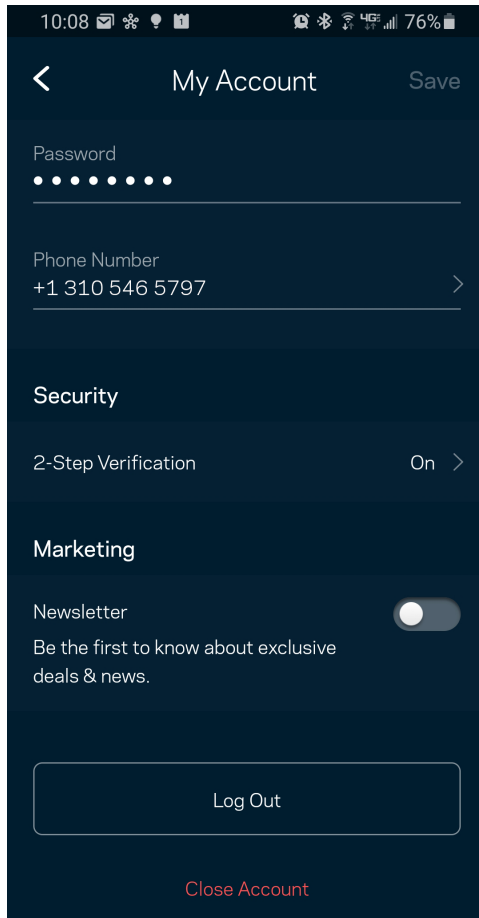 10:08 76%
My Account Save
Password
Phone Number
+1 310 546 5797
Security
2-Step Verification On
Marketing
Newsletter
Be the first to know about exclusive
deals & news.
Log Out
Close Account